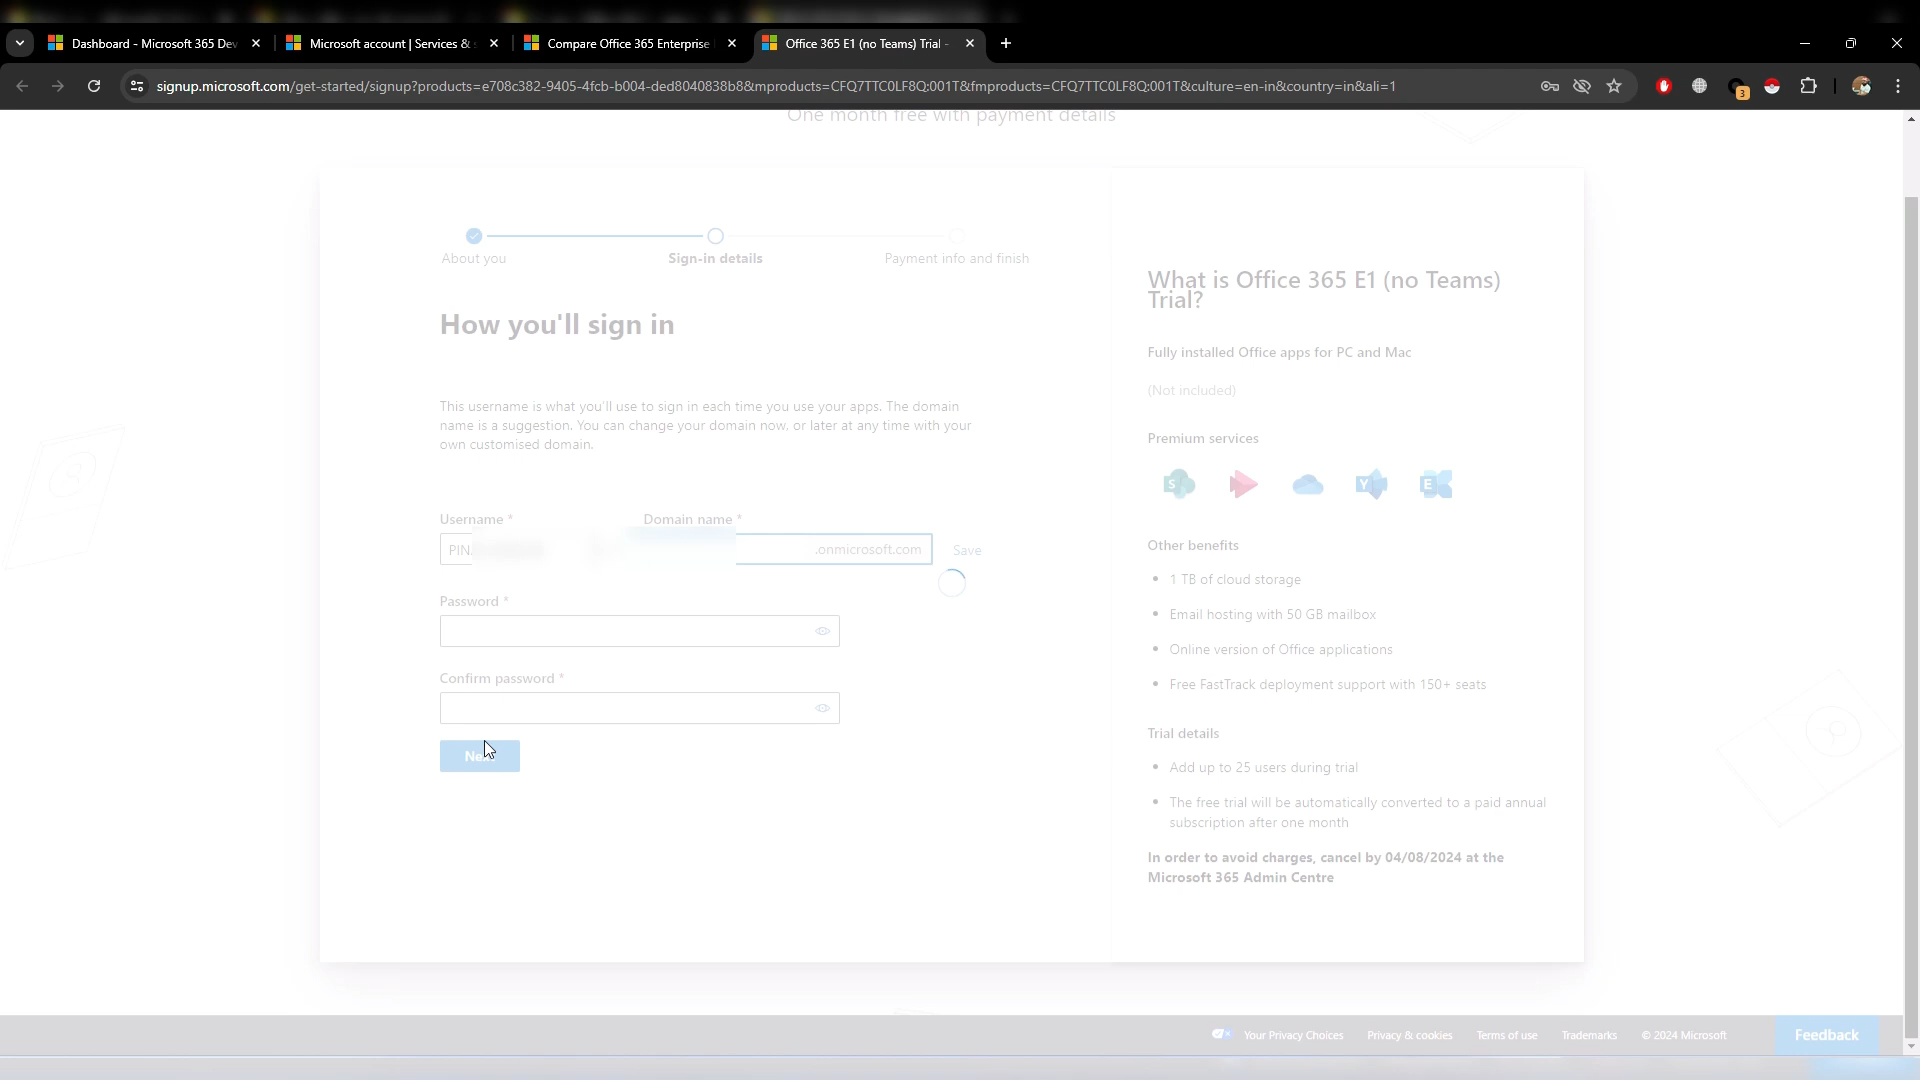 Dashboard - Microsoft 365 Dev
Microsoft account | Services &
Compare Office 365 Enterprise
Office 365 E1 (no Teams) Trial -
signup.microsoft.com/get-started/signup?products=e708c382-9405-4fcb-b004-ded8040838b8&mproducts=CFQ7TTC0LF8Q:001T&fmproducts=CFQ7TTC0LF8Q:001T&culture=en-in&country=in&ali=1
3
One month free with payment details
About you
Sign-in details
Payment info and finish
How you'll sign in
This username is what you'll use to sign in each time you use your apps. The domain
name is a suggestion. You can change your domain now, or later at any time with your
own customised domain.
Username *
Domain name *
PIN
.onmicrosoft.com
Save
Password *
Confirm password *
Next
What is Office 365 E1 (no Teams)
Trial?
Fully installed Office apps for PC and Mac
(Not included)
Premium services
S
Y
E
Other benefits
• 1 TB of cloud storage
• Email hosting with 50 GB mailbox
• Online version of Office applications
• Free FastTrack deployment support with 150+ seats
Trial details
• Add up to 25 users during trial
• The free trial will be automatically converted to a paid annual
subscription after one month
In order to avoid charges, cancel by 04/08/2024 at the
Microsoft 365 Admin Centre
Your Privacy Choices
Privacy & cookies
Terms of use
Trademarks
© 2024 Microsoft
Feedback